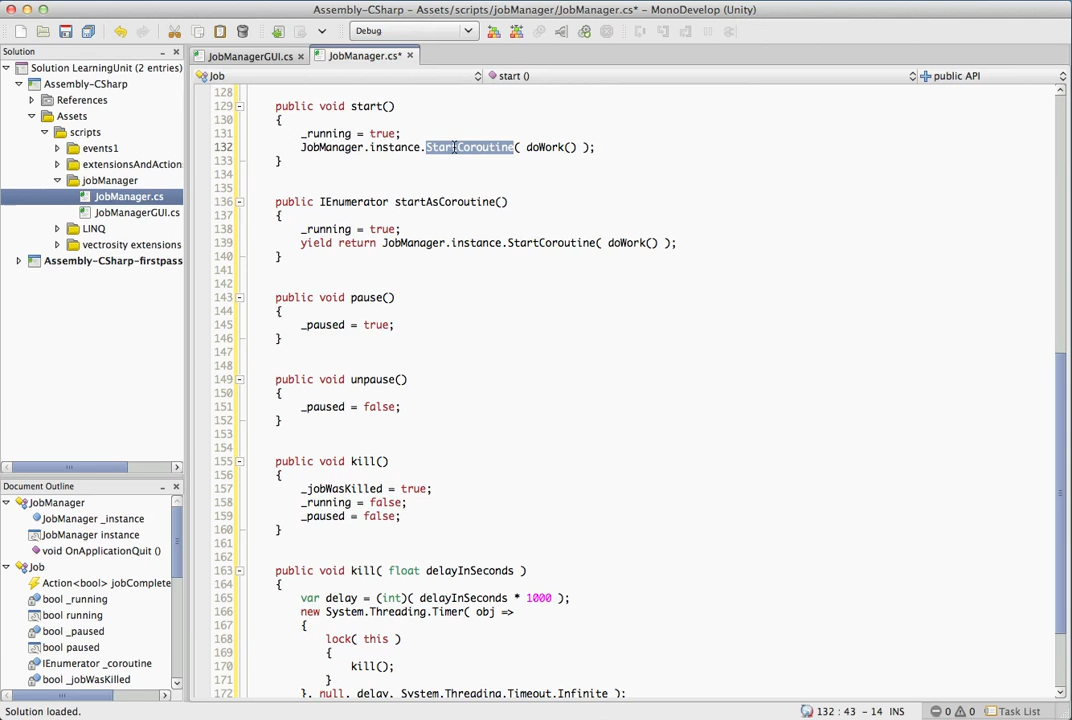 Assembly-CSharp - Assets/scripts/jobManager/JobManager.cs* - MonoDevelop (Unity)
Debug
Solution
Solution LearningUnit (2 entries)
Assembly-CSharp
References
Assets
scripts
events1
extensionsAndAction
jobManager
JobManager.cs
JobManagerGUI.cs
LINQ
vectrosity extensions
Assembly-CSharp-firstpass
Document Outline
JobManager
JobManager _instance
JobManager instance
void OnApplicationQuit ()
Job
Action<bool> jobComplete
bool _running
bool running
bool _paused
bool paused
IEnumerator _coroutine
bool _jobWasKilled
JobManagerGUI.cs
JobManager.cs*
Job
start ()
public API
128
129 public void start()
130 {
131 _running = true;
132 JobManager.instance.StartCoroutine( doWork() );
133 }
134
135
136 public IEnumerator startAsCoroutine()
137 {
138 _running = true;
139 yield return JobManager.instance.StartCoroutine( doWork() );
140 }
141
142
143 public void pause()
144 {
145 _paused = true;
146 }
147
148
149 public void unpause()
150 {
151 _paused = false;
152 }
153
154
155 public void kill()
156 {
157 _jobWasKilled = true;
158 _running = false;
159 _paused = false;
160 }
161
162
163 public void kill( float delayInSeconds )
164 {
165 var delay = (int)( delayInSeconds * 1000 );
166 new System.Threading.Timer( obj =>
167 {
168 lock( this )
169 {
170 kill();
171 }
172 }, null, delay, System.Threading.Timeout.Infinite );
Solution loaded.
132 : 43 - 14 INS
0
0
Task List